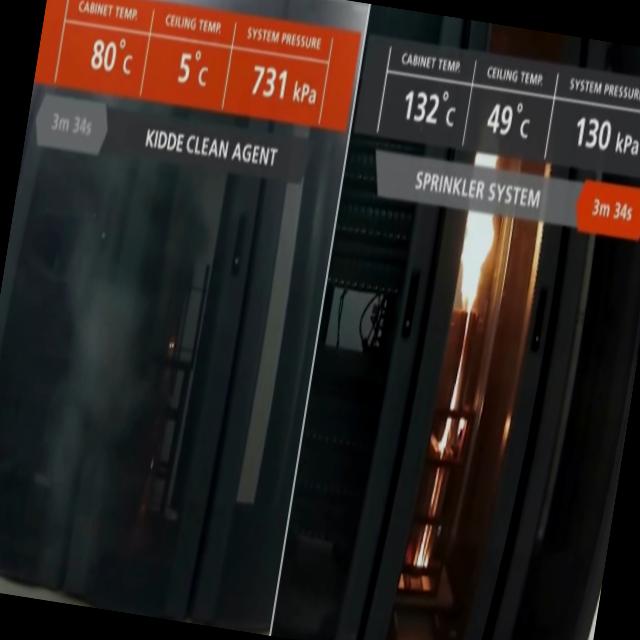 CABINET TEMP. CEILING TEMP. SYSTEM PRESSURE
80°C 5°C 731 kPa
3m 34s KIDDE CLEAN AGENT
CABINET TEMP. CEILING TEMP. SYSTEM PRESSURE
132°C 49°C 130 kPa
SPRINKLER SYSTEM 3m 34s